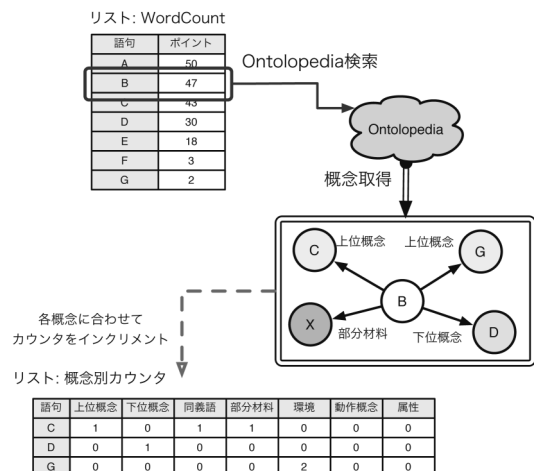 リスト: WordCount
語句 ポイント
A 50
B 47
C 43
D 30
E 18
F 3
G 2
Ontolopedia検索
Ontolopedia
概念取得
C 上位概念 上位概念 G
B
X 部分材料 下位概念 D
各概念に合わせて
カウンタをインクリメント
リスト: 概念別カウンタ
語句 上位概念 下位概念 同義語 部分材料 環境 動作概念 属性
C 1 0 1 1 0 0 0
D 0 1 0 0 0 0 0
G 0 0 0 0 2 0 0